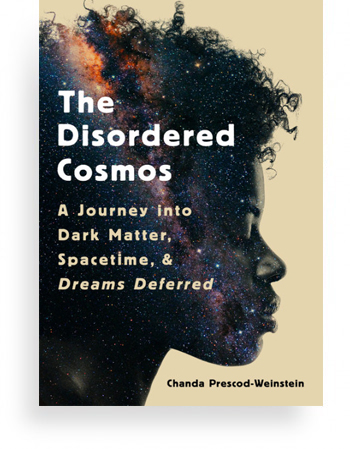 The
Disordered
Cosmos
A Journey into
Dark Matter,
Spacetime, &
Dreams Deferred
Chanda Prescod-Weinstein